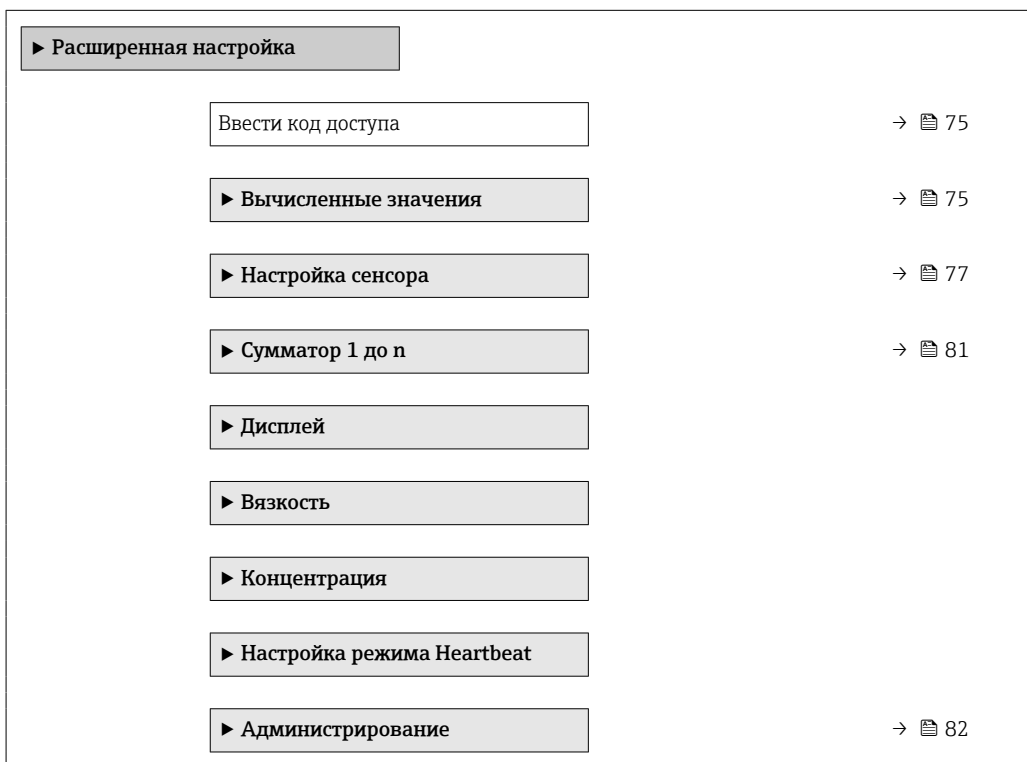 ▶ Расширенная настройка
Ввести код доступа → 75
▶ Вычисленные значения → 75
▶ Настройка сенсора → 77
▶ Сумматор 1 до n → 81
▶ Дисплей
▶ Вязкость
▶ Концентрация
▶ Настройка режима Heartbeat
▶ Администрирование → 82